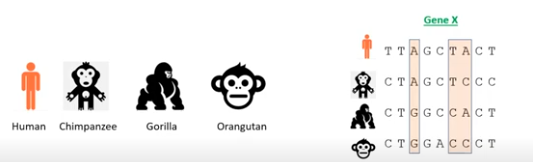 Gene X
T T A G C T A C T
C T A G C T C C C
C T G G C C A C T
C T G G A C C C T
Human Chimpanzee Gorilla Orangutan